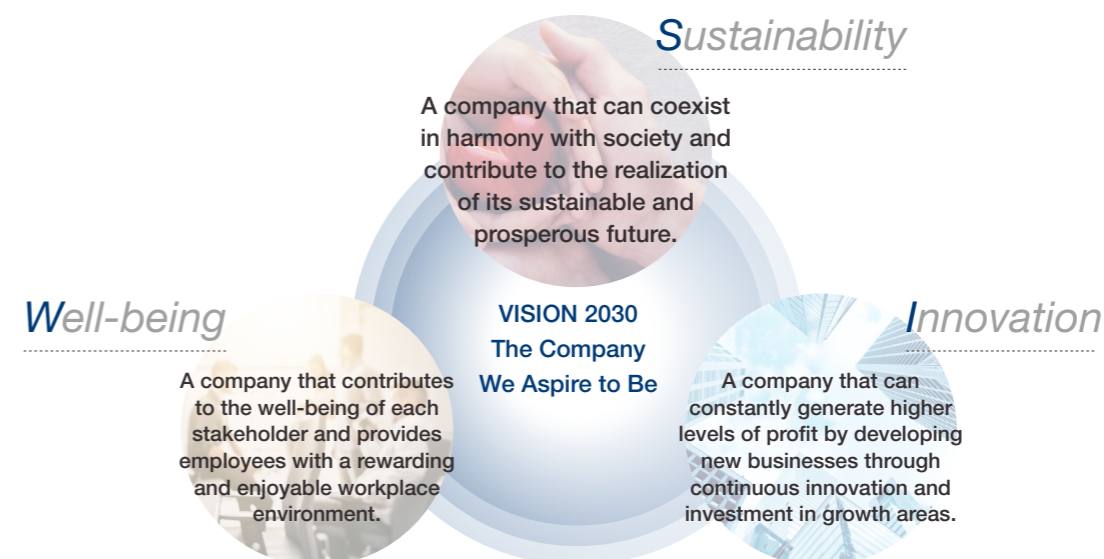 Sustainability
A company that can coexist
in harmony with society and
contribute to the realization
of its sustainable and
prosperous future.
Well-being
A company that contributes
to the well-being of each
stakeholder and provides
employees with a rewarding
and enjoyable workplace
environment.
VISION 2030
The Company
We Aspire to Be
Innovation
A company that can
constantly generate higher
levels of profit by developing
new businesses through
continuous innovation and
investment in growth areas.